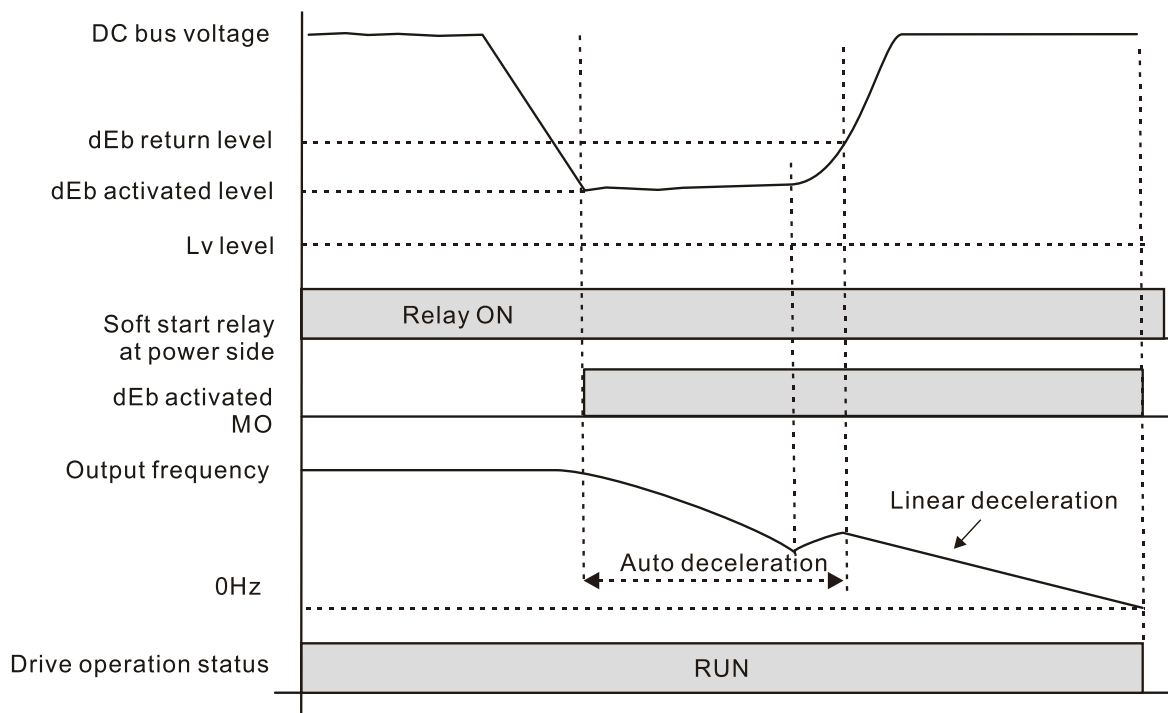 DC bus voltage
dEb return level
dEb activated level
Lv level
Relay ON
Soft start relay
at power side
dEb activated
MO
Output frequency
Linear deceleration
Auto deceleration
0Hz
Drive operation status
RUN